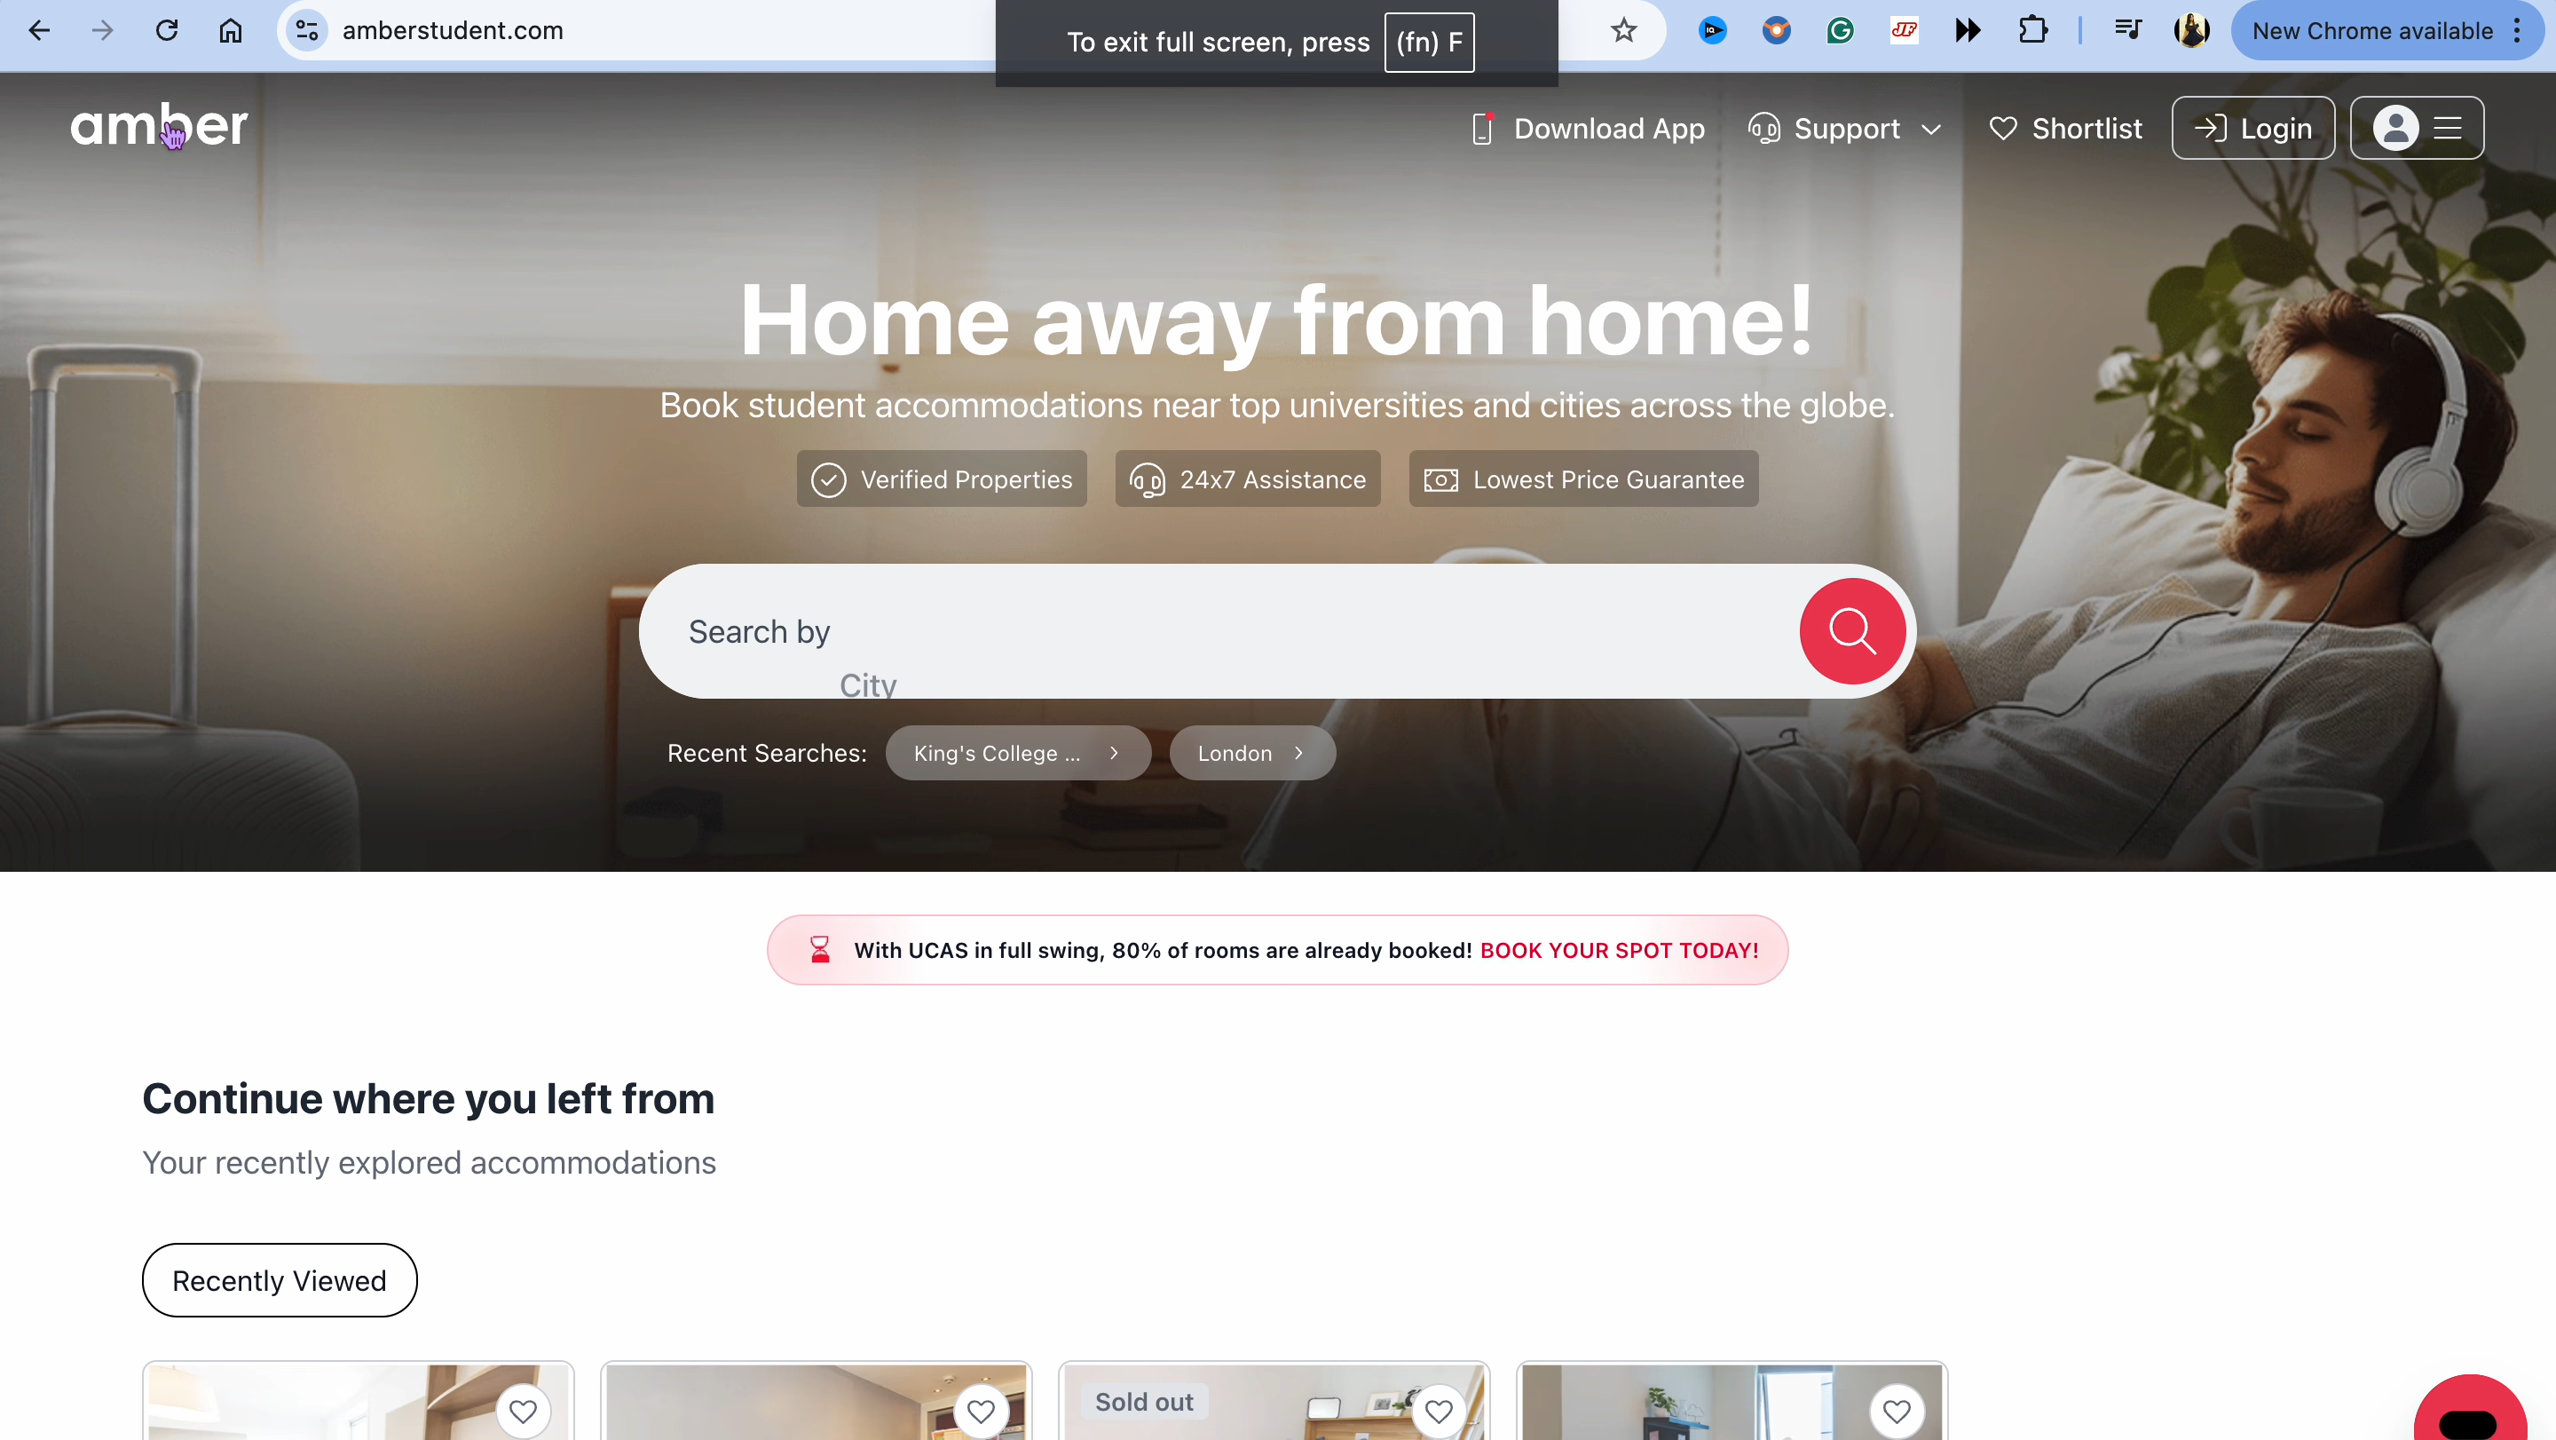 amberstudent.com
To exit full screen, press (fn) F
New Chrome available
amber
Download App
Support
Shortlist
Login
Home away from home!
Book student accommodations near top universities and cities across the globe.
Verified Properties
24x7 Assistance
Lowest Price Guarantee
Search by
City
Recent Searches:
King's College ...
London
With UCAS in full swing, 80% of rooms are already booked! BOOK YOUR SPOT TODAY!
Continue where you left from
Your recently explored accommodations
Recently Viewed
Sold out